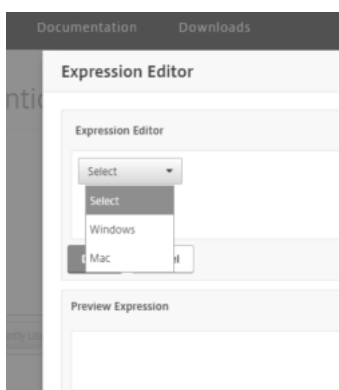 Documentation Downloads
Expression Editor
Expression Editor
Select
Select
Windows
Mac
Preview Expression